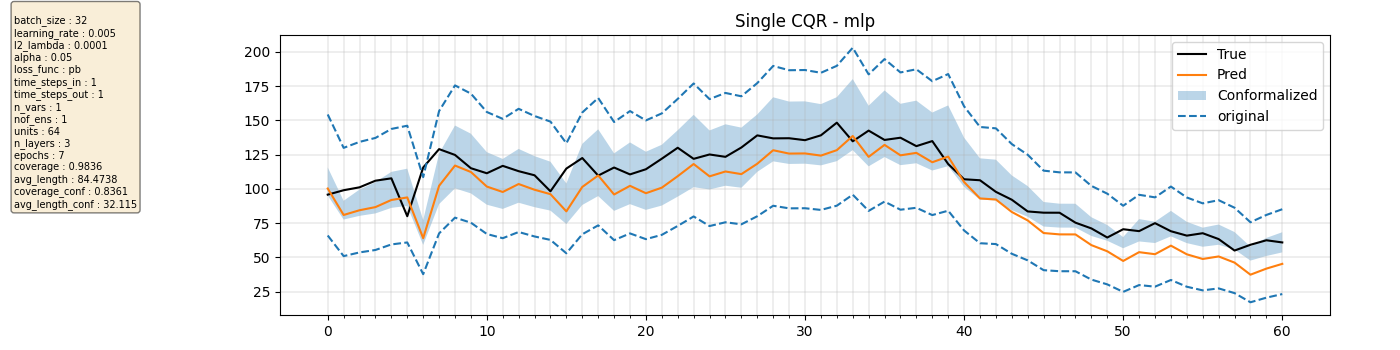 batch_size : 32
learning_rate : 0.005
l2_lambda : 0.0001
alpha : 0.05
loss_func : pb
time_steps_in : 1
time_steps_out : 1
n_vars : 1
nof_ens : 1
units : 64
n_layers : 3
epochs : 7
coverage : 0.9836
avg_length : 84.4738
coverage_conf : 0.8361
avg_length_conf : 32.115
Single CQR - mlp
200
175
150
125
100
75
50
25
0 10 20 30 40 50 60
True
Pred
Conformalized
original